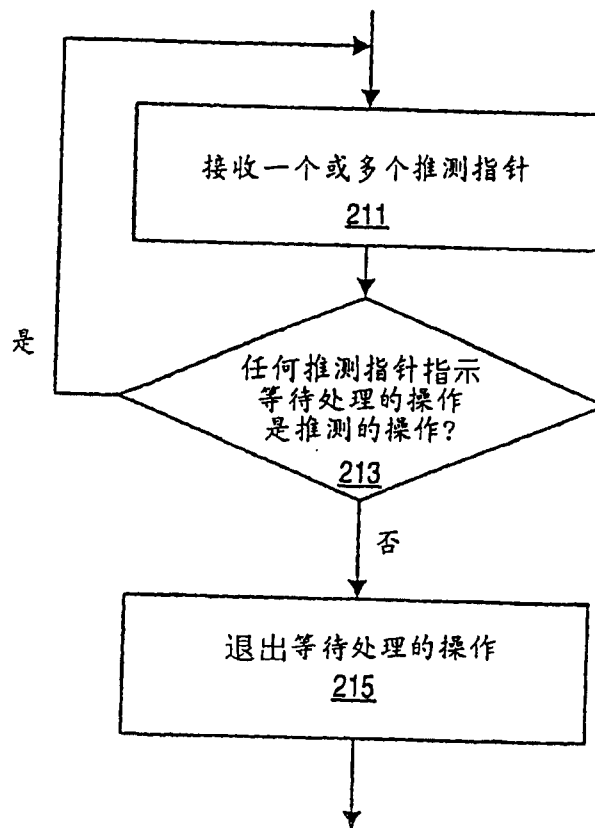 接收一个或多个推测指针
211
是
任何推测指针指示
等待处理的操作
是推测的操作?
213
否
退出等待处理的操作
215